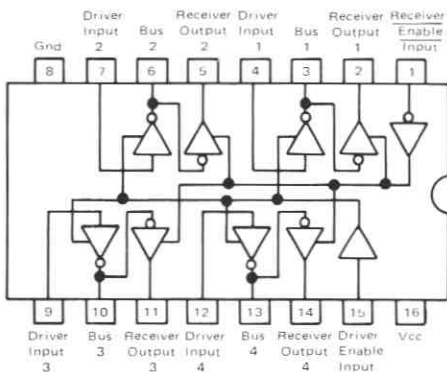 Gnd
Driver
Input
2
Bus
2
Receiver
Output
2
Driver
Input
1
Bus
1
Receiver
Output
1
Receiver
Enable
Input
8
7
6
5
4
3
2
1
9
10
11
12
13
14
15
16
Driver
Input
3
Bus
3
Receiver
Output
3
Driver
Input
4
Bus
4
Receiver
Output
4
Driver
Enable
Input
Vcc